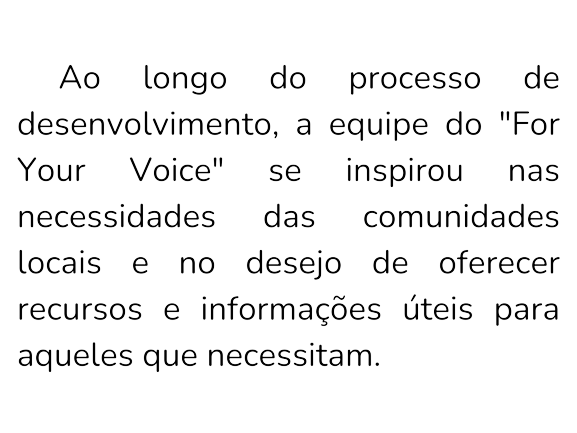 Ao longo do processo de
desenvolvimento, a equipe do "For
Your Voice" se inspirou nas
necessidades das comunidades
locais e no desejo de oferecer
recursos e informações úteis para
aqueles que necessitam.